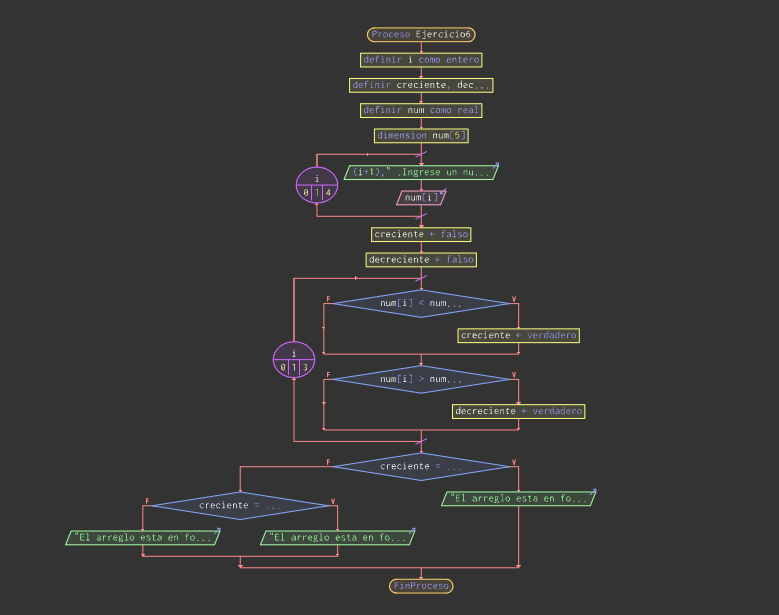 Proceso Ejercicio6
definir i como entero
definir creciente, dec...
definir num como real
dimension num[5]
i
0 1 4
(i+1)," .Ingrese un nu...
num[i]
creciente ← falso
decreciente ← falso
F
num[i] < num...
V
creciente ← verdadero
i
0 1 3
F
num[i] > num...
V
decreciente ← verdadero
F
creciente = ...
V
"El arreglo esta en fo...
F
creciente = ...
V
"El arreglo esta en fo...
"El arreglo esta en fo...
FinProceso